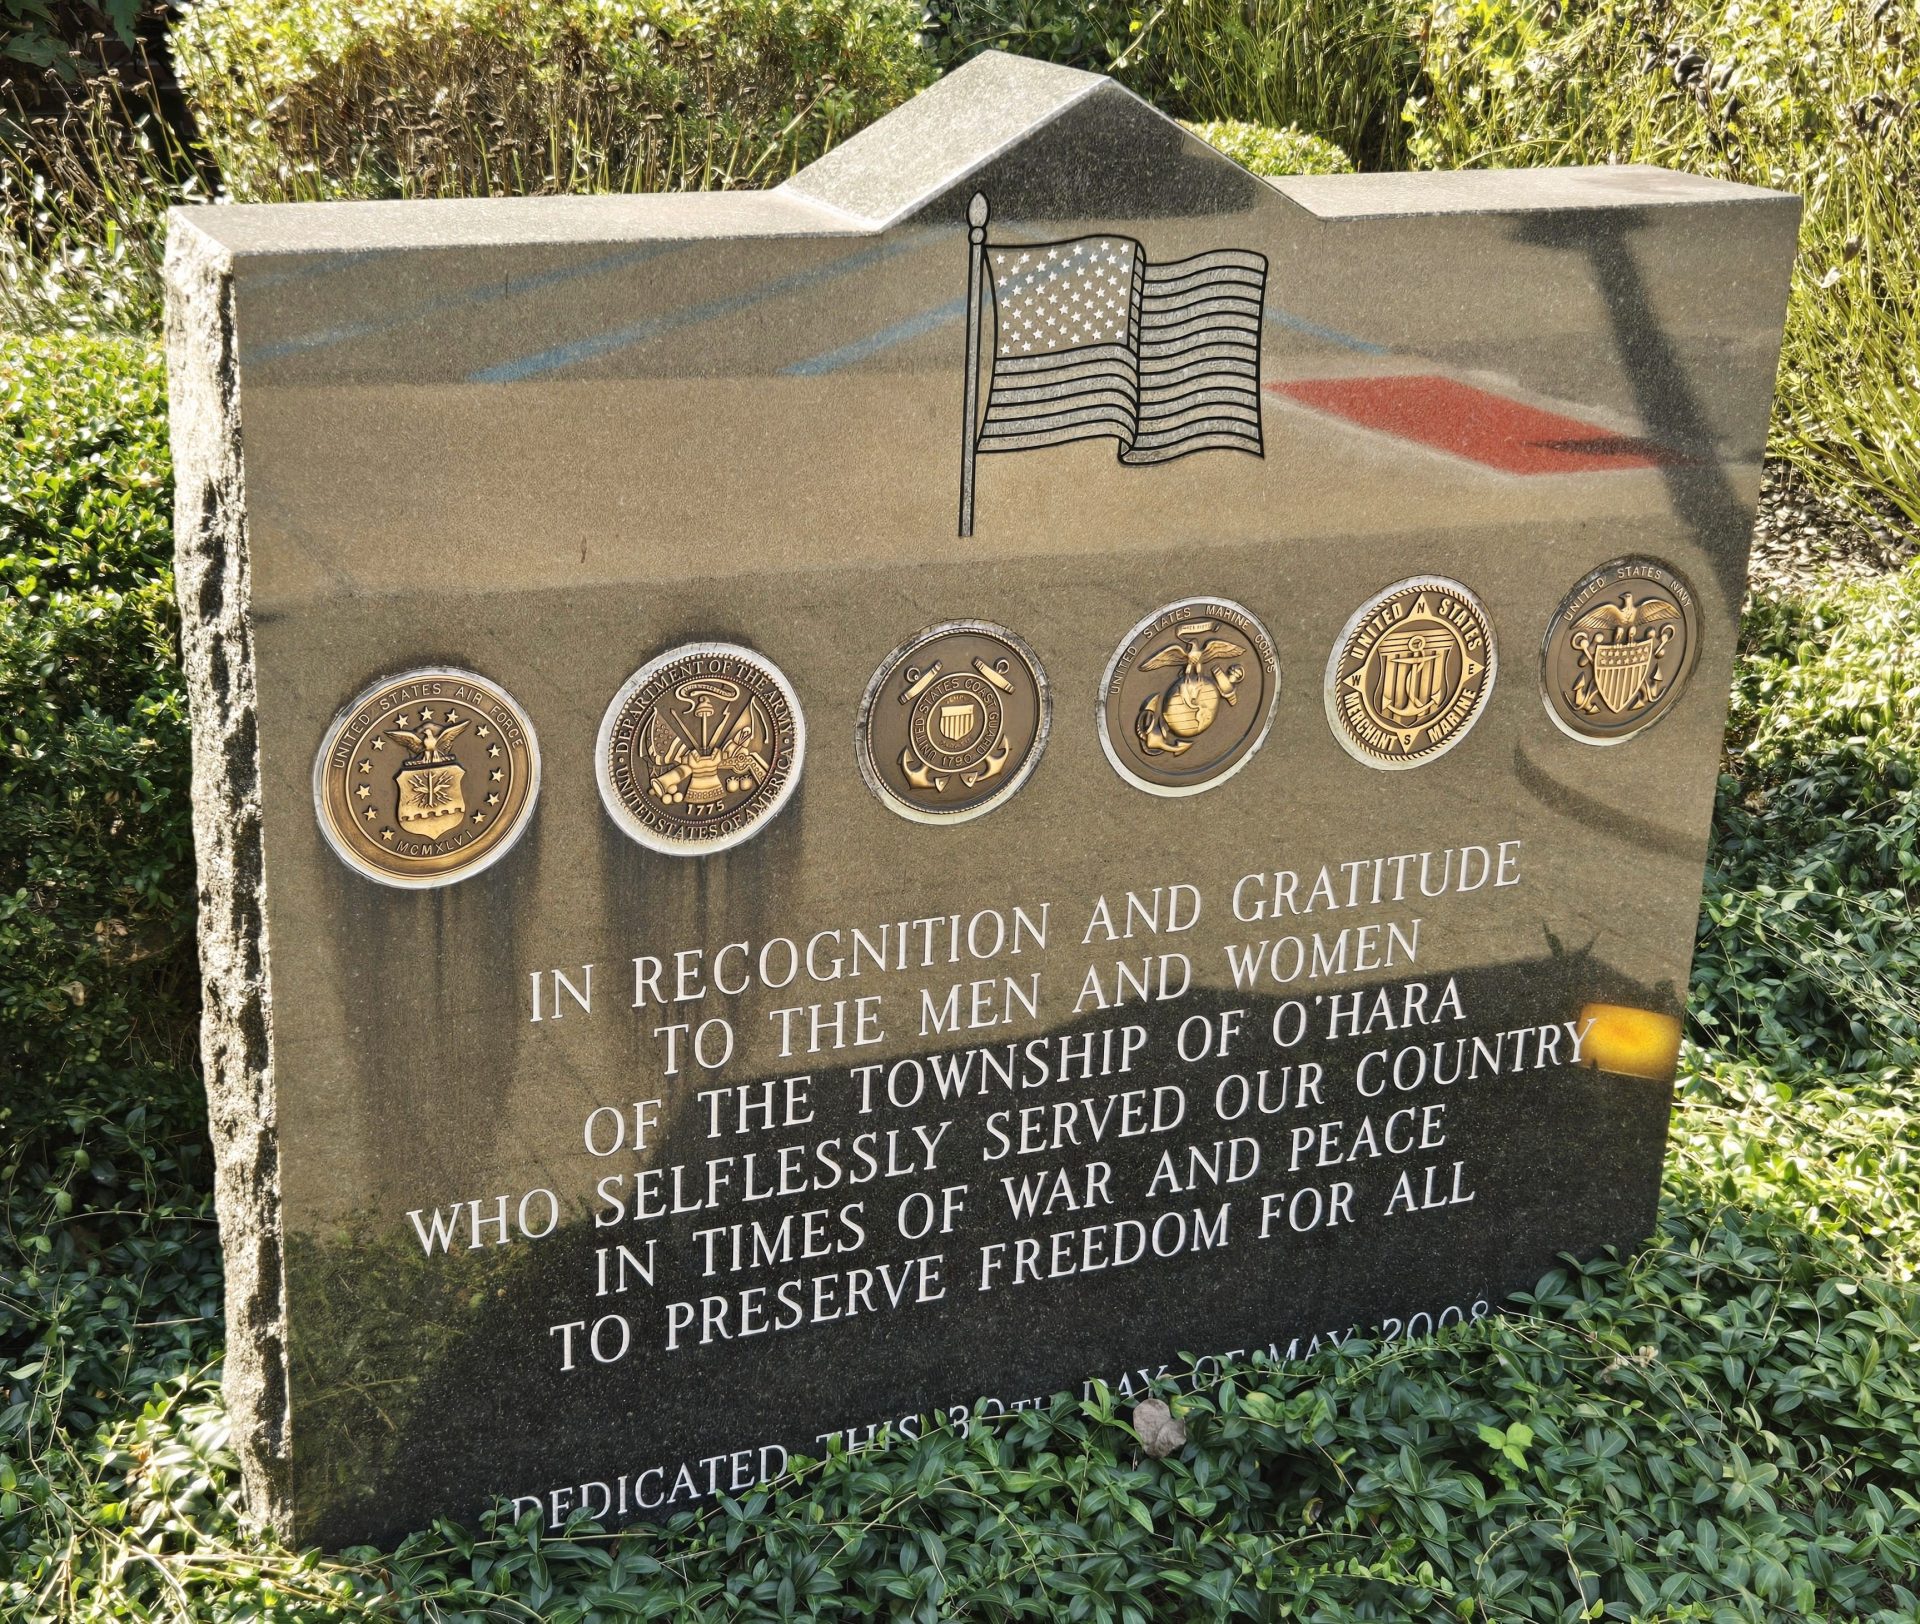 UNITED STATES AIR FORCE
MCMXLVI
DEPARTMENT OF THE ARMY
UNITED STATES OF AMERICA
1775
UNITED STATES COAST GUARD
1790
UNITED STATES MARINE CORPS
UNITED STATES
MERCHANT MARINE
N
E
S
W
UNITED STATES NAVY
IN RECOGNITION AND GRATITUDE
TO THE MEN AND WOMEN
OF THE TOWNSHIP OF O'HARA
WHO SELFLESSLY SERVED OUR COUNTRY
IN TIMES OF WAR AND PEACE
TO PRESERVE FREEDOM FOR ALL
DEDICATED THIS 30TH DAY OF MAY 2008